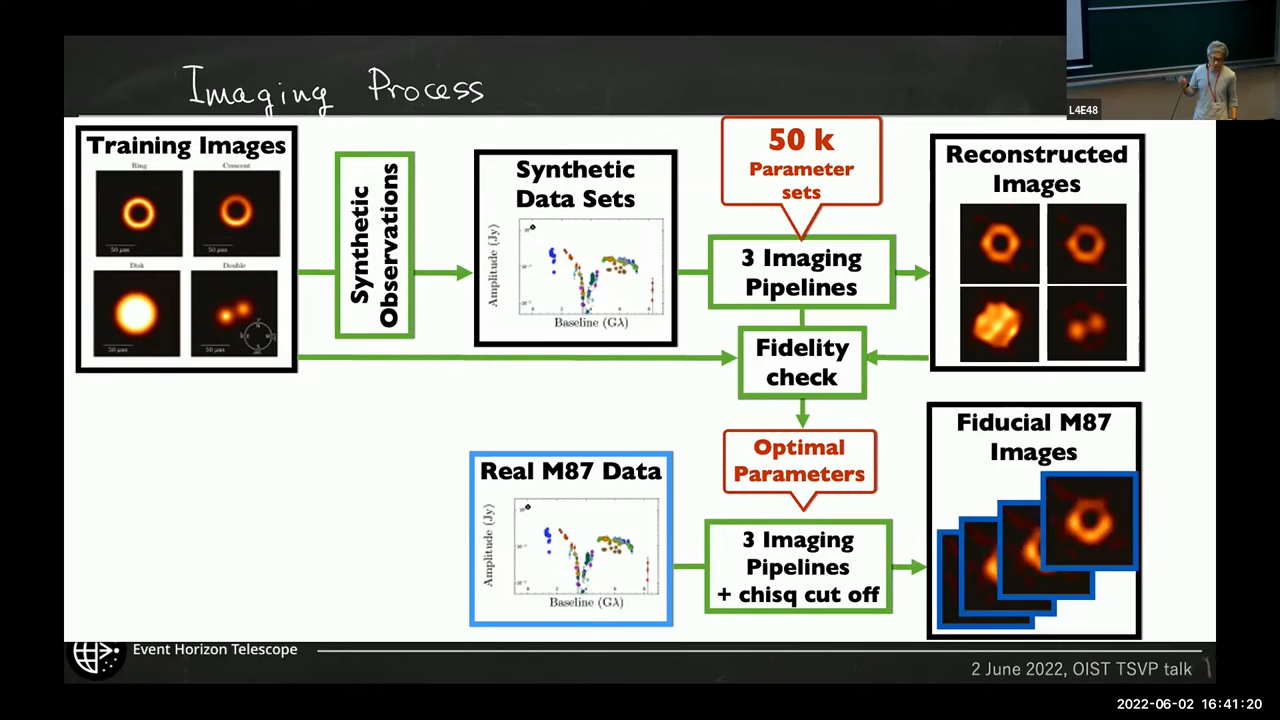 Imaging Process
L4E48
Training Images
Ring
Crescent
50 μas
50 μas
Disk
Double
50 μas
50 μas
Synthetic
Observations
Synthetic
Data Sets
Amplitude (Jy)
Baseline (Gλ)
50 k
Parameter
sets
3 Imaging
Pipelines
Reconstructed
Images
Fidelity
check
Optimal
Parameters
Real M87 Data
Amplitude (Jy)
Baseline (Gλ)
3 Imaging
Pipelines
+ chisq cut off
Fiducial M87
Images
Event Horizon Telescope
2 June 2022, OIST TSVP talk
2022-06-02 16:41:20